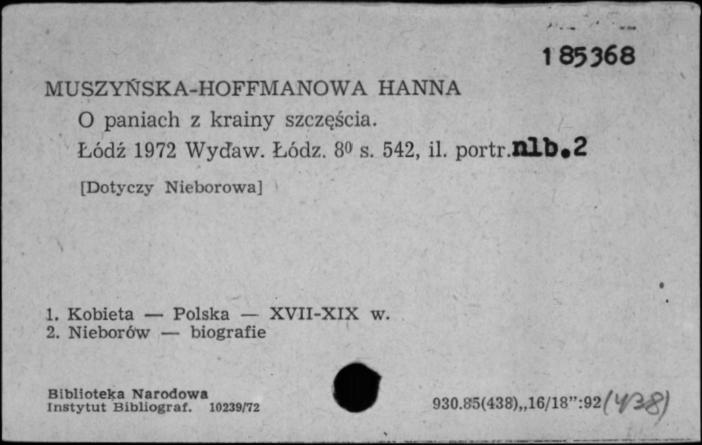 185368
MUSZYŃSKA-HOFFMANOWA HANNA
O paniach z krainy szczęścia.
Łódź 1972 Wydaw. Łódz. 8⁰ s. 542, il. portr. nlb. 2
[Dotyczy Nieborowa]
1. Kobieta — Polska — XVII-XIX w.
2. Nieborów — biografie
Biblioteka Narodowa
Instytut Bibliograf. 10239/72
930.85(438)„16/18”:92(438)